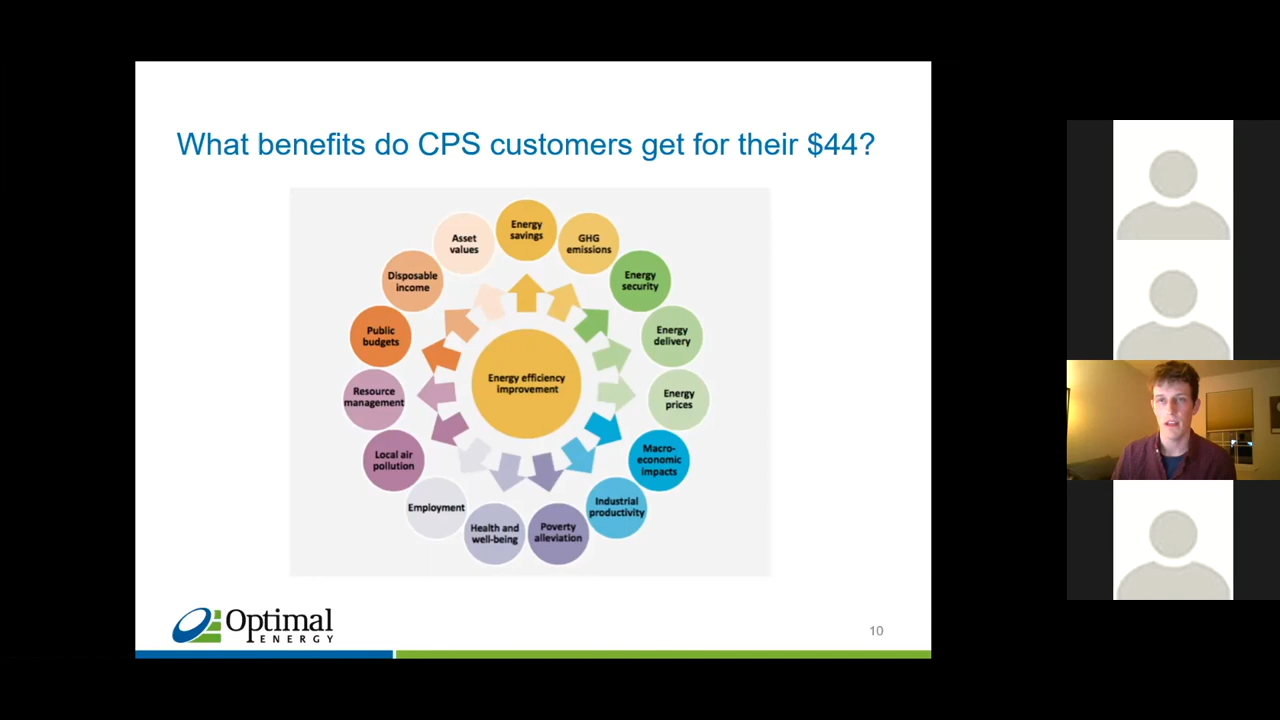 What benefits do CPS customers get for their $44?
Energy
savings
GHG
emissions
Energy
security
Energy
delivery
Energy
prices
Macro-
economic
impacts
Industrial
productivity
Poverty
alleviation
Health and
well-being
Employment
Local air
pollution
Resource
management
Public
budgets
Disposable
income
Asset
values
Energy efficiency
improvement
Optimal
ENERGY
10